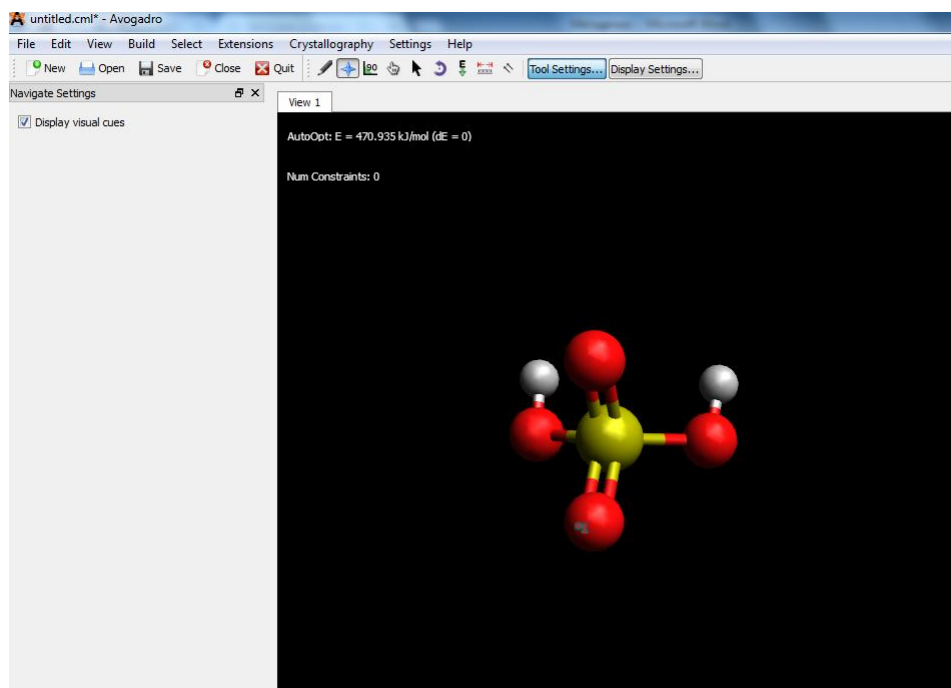 untitled.cml* - Avogadro
File Edit View Build Select Extensions Crystallography Settings Help
New Open Save Close Quit 90 E Tool Settings... Display Settings...
Navigate Settings
View 1
Display visual cues
AutoOpt: E = 470.935 kJ/mol (dE = 0)
Num Constraints: 0